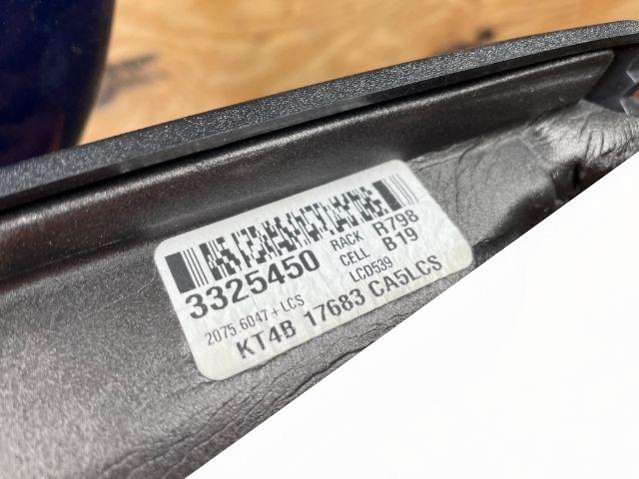 3325450
RACK R798
CELL B19
2075.6047+LCS
LCD539
KT4B 17683 CA5LCS